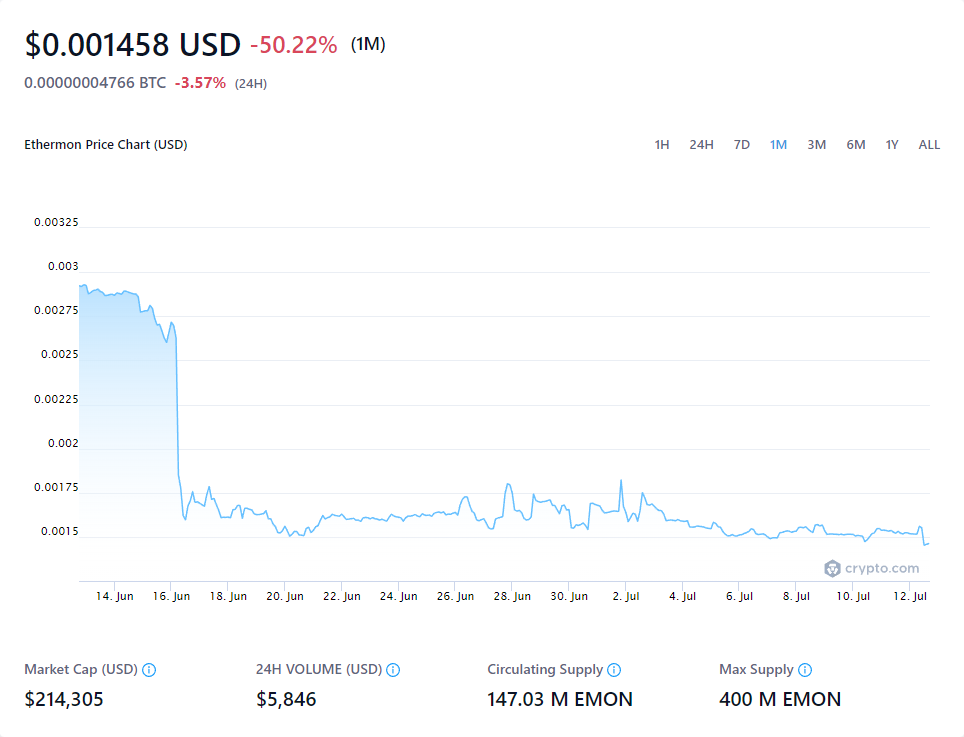 $0.001458 USD -50.22% (1M)
0.00000004766 BTC -3.57% (24H)
Ethermon Price Chart (USD) 1H 24H 7D 1M 3M 6M 1Y ALL
0.00325
0.003
0.00275
0.0025
0.00225
0.002
0.00175
0.0015
crypto.com
14. Jun 16. Jun 18. Jun 20. Jun 22. Jun 24. Jun 26. Jun 28. Jun 30. Jun 2. Jul 4. Jul 6. Jul 8. Jul 10. Jul 12. Jul
Market Cap (USD) 24H VOLUME (USD) Circulating Supply Max Supply
$214,305 $5,846 147.03 M EMON 400 M EMON